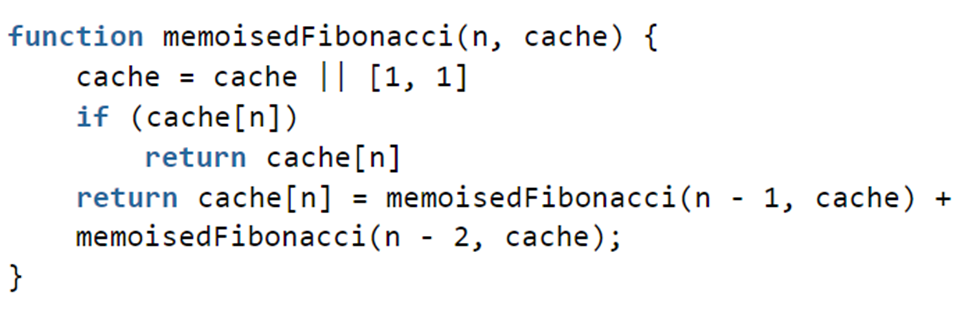 function memoisedFibonacci(n, cache) {
    cache = cache || [1, 1]
    if (cache[n])
        return cache[n]
    return cache[n] = memoisedFibonacci(n - 1, cache) +
    memoisedFibonacci(n - 2, cache);
}